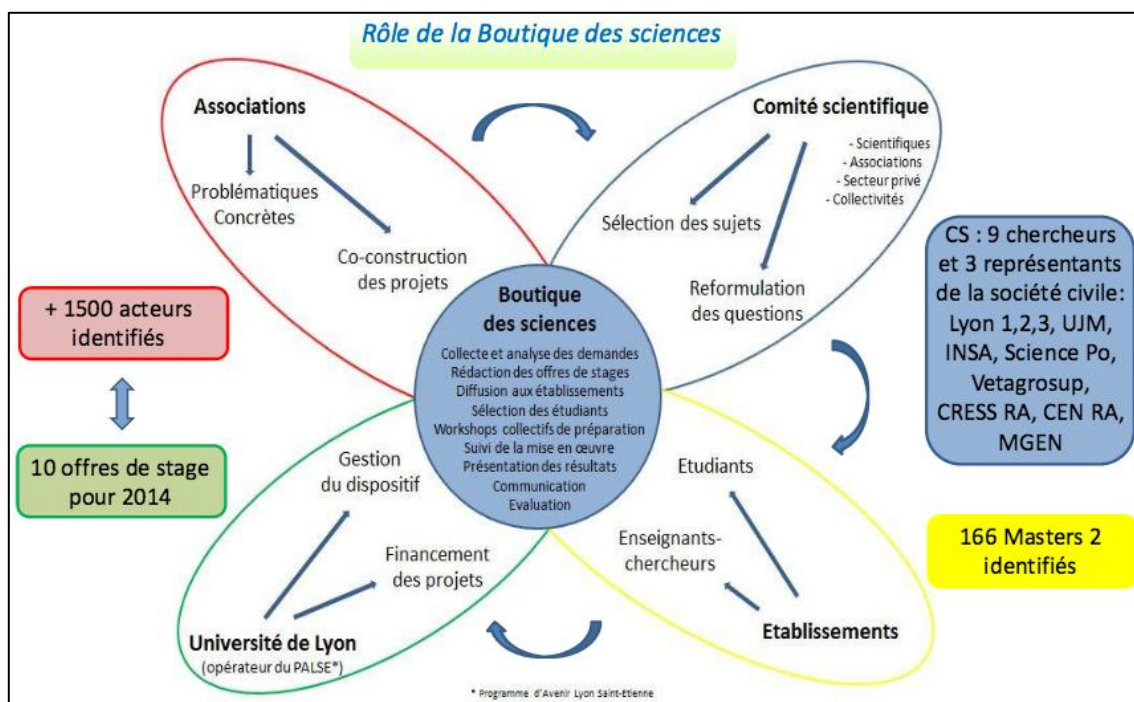 Rôle de la Boutique des sciences
Associations
Problématiques
Concrètes
Co-construction
des projets
Comité scientifique
- Scientifiques
- Associations
- Secteur privé
- Collectivités
Sélection des sujets
Reformulation
des questions
+ 1500 acteurs
identifiés
10 offres de stage
pour 2014
Boutique
des sciences
Collecte et analyse des demandes
Rédaction des offres de stages
Diffusion aux établissements
Sélection des étudiants
Workshops collectifs de préparation
Suivi de la mise en œuvre
Présentation des résultats
Communication
Evaluation
CS : 9 chercheurs
et 3 représentants
de la société civile:
Lyon 1,2,3, UJM,
INSA, Science Po,
Vetagrosup,
CRESS RA, CEN RA,
MGEN
Gestion
du dispositif
Financement
des projets
Université de Lyon
(opérateur du PALSE*)
Etudiants
Enseignants-
chercheurs
Etablissements
166 Masters 2
identifiés
* Programme d'Avenir Lyon Saint-Etienne